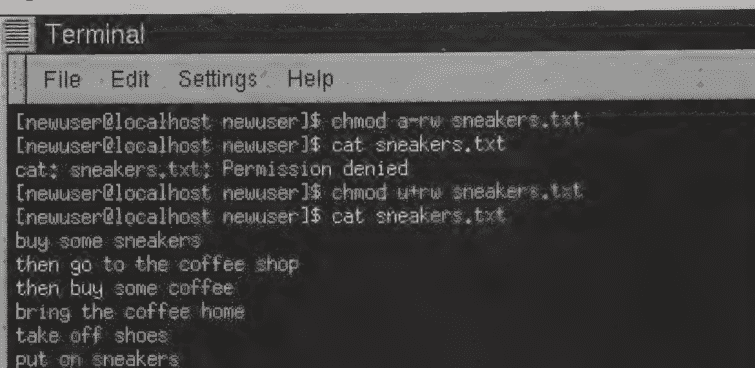 Terminal
File Edit Settings Help
[newuser@localhost newuser]$ chmod a-rw sneakers.txt
[newuser@localhost newuser]$ cat sneakers.txt
cat: sneakers.txt: Permission denied
[newuser@localhost newuser]$ chmod u+rw sneakers.txt
[newuser@localhost newuser]$ cat sneakers.txt
buy some sneakers
then go to the coffee shop
then buy some coffee
bring the coffee home
take off shoes
put on sneakers